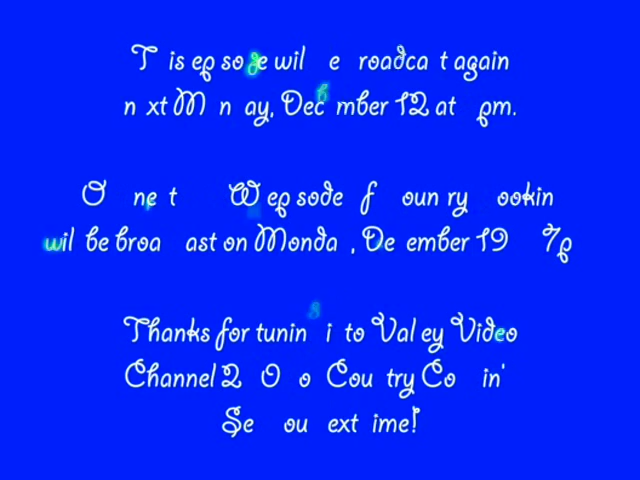 T is ep sode wil e roadca t again
n xt M n ay, Dec mber 12 at pm.
O ne t W ep sode f oun ry ookin
wil be broa ast on Monda , De ember 19 7p
Thanks for tunin i to Val ey Video
Channel 2 O o Cou try Co in'
Se ou ext ime!